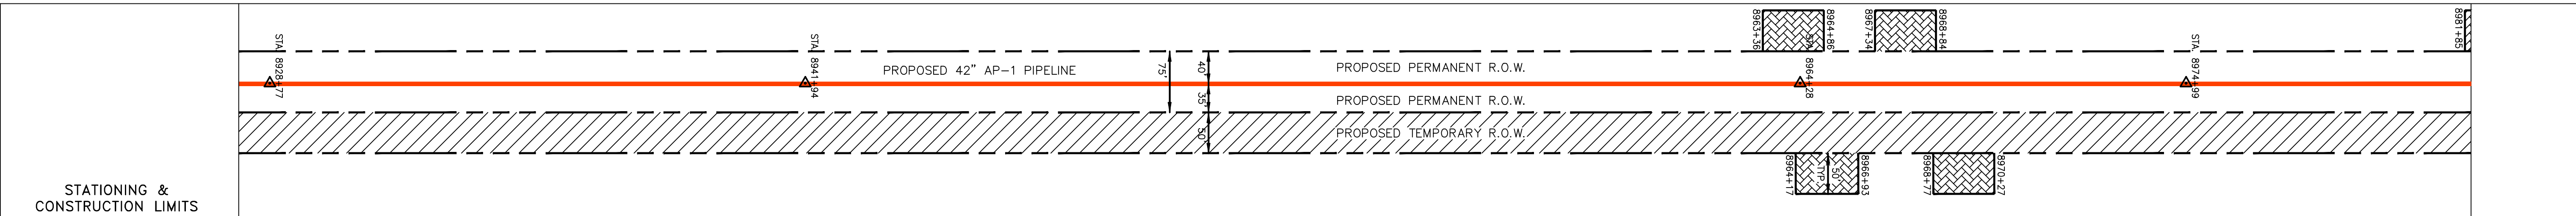 STATIONING &
CONSTRUCTION LIMITS
STA. 8928+77
STA. 8941+94
PROPOSED 42" AP-1 PIPELINE
75'
40'
35'
50'
PROPOSED PERMANENT R.O.W.
PROPOSED PERMANENT R.O.W.
PROPOSED TEMPORARY R.O.W.
8963+36
8964+86
STA. 8964+28
8967+34
8968+84
8964+17
50'
TYP.
8966+93
8968+77
8970+27
STA. 8974+99
8981+85